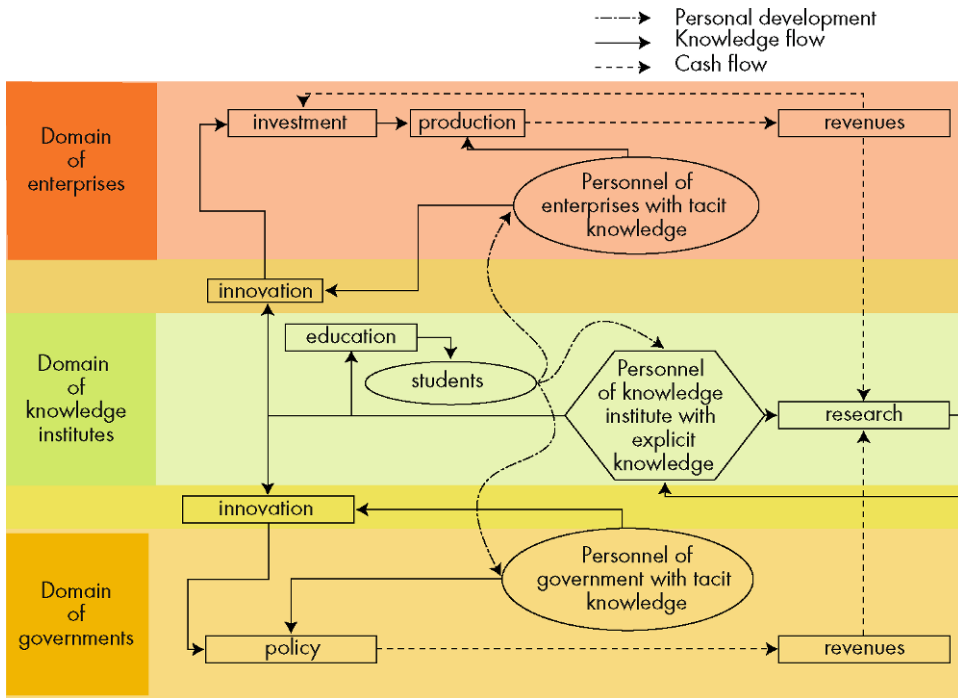 Personal development
Knowledge flow
Cash flow
Domain
of
enterprises
investment
production
revenues
Personnel of
enterprises with tacit
knowledge
innovation
Domain
of
knowledge
institutes
education
students
Personnel
of knowledge
institute with
explicit
knowledge
research
innovation
Domain
of
governments
Personnel of
government with tacit
knowledge
policy
revenues